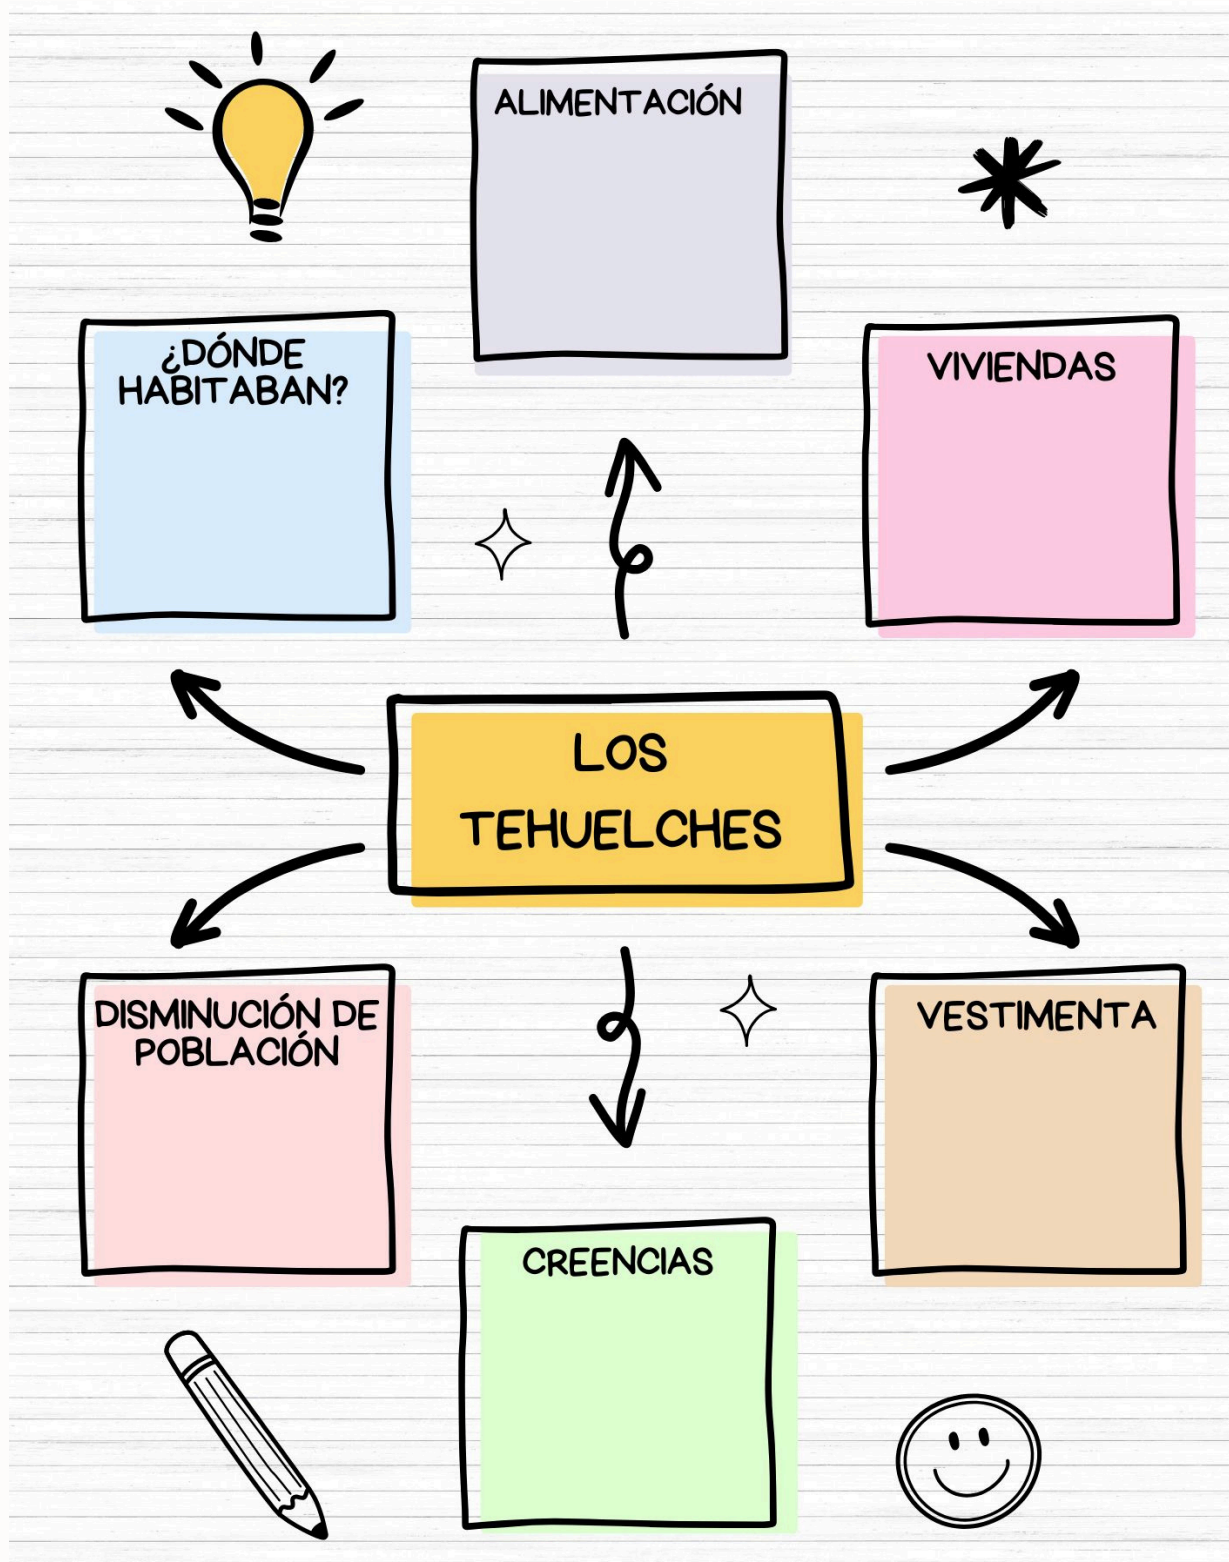 ALIMENTACIÓN
¿DÓNDE
HABITABAN?
VIVIENDAS
LOS
TEHUELCHES
DISMINUCIÓN DE
POBLACIÓN
VESTIMENTA
CREENCIAS